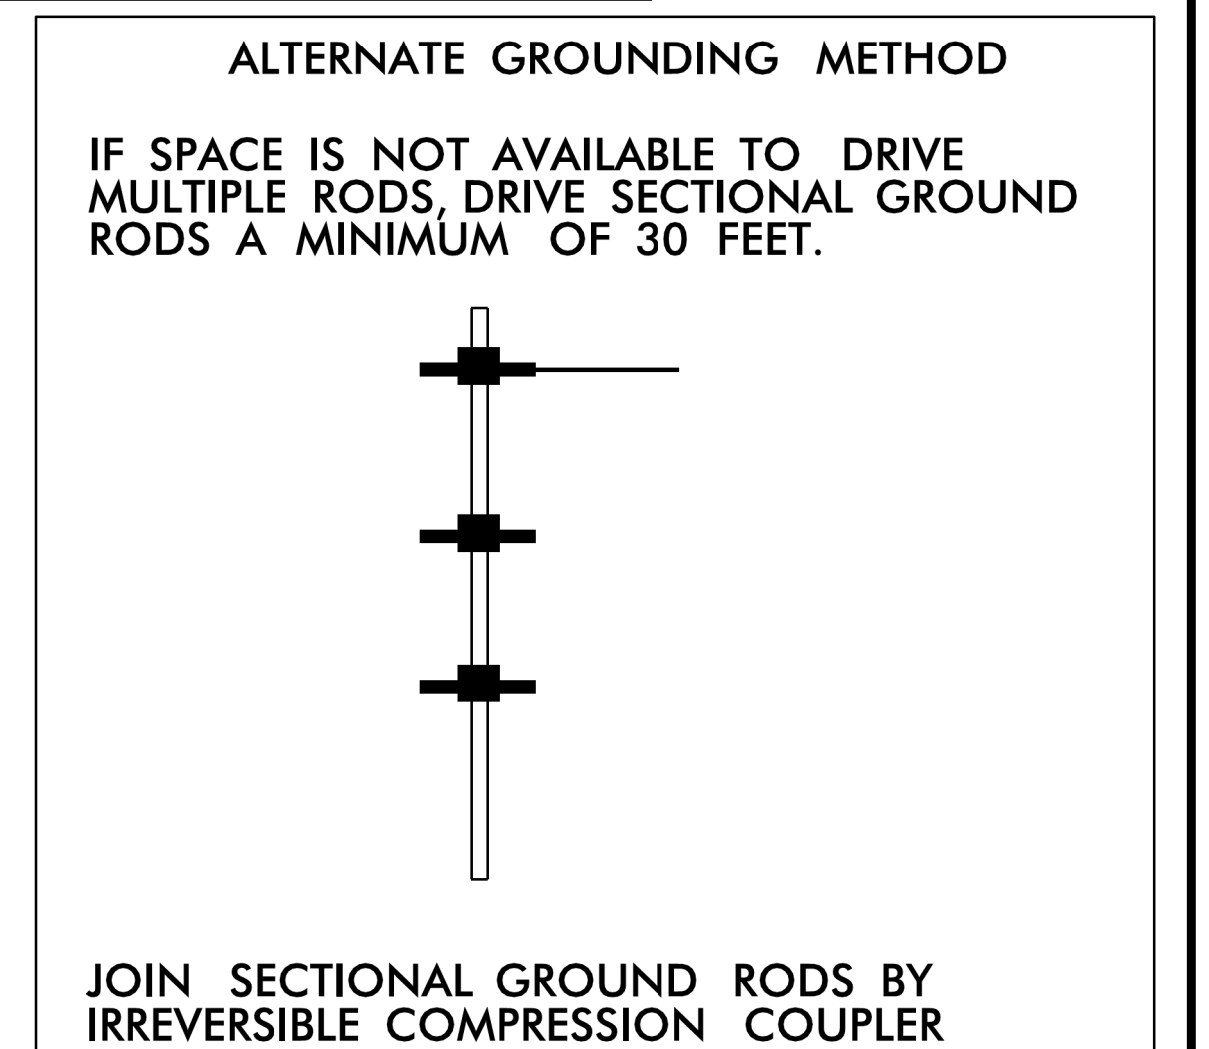 ALTERNATE GROUNDING METHOD
IF SPACE IS NOT AVAILABLE TO DRIVE
MULTIPLE RODS, DRIVE SECTIONAL GROUND
RODS A MINIMUM OF 30 FEET.
JOIN SECTIONAL GROUND RODS BY
IRREVERSIBLE COMPRESSION COUPLER